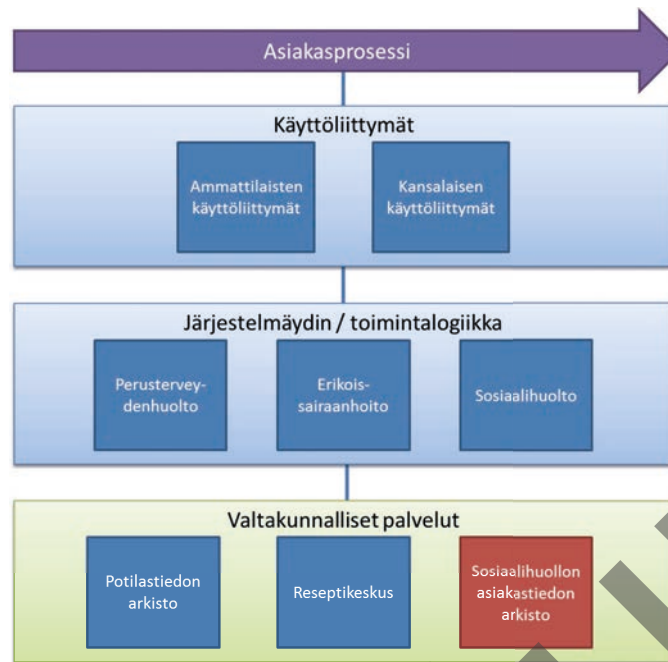 Asiakasprosessi
Käyttöliittymät
Ammattilaisten
käyttöliittymät
Kansalaisen
käyttöliittymät
Järjestelmäydin / toimintalogiikka
Perustervey-
denhuolto
Erikois-
sairaanhoito
Sosiaalihuolto
Valtakunnalliset palvelut
Potilastiedon
arkisto
Reseptikeskus
Sosiaalihuollon
asiakastiedon
arkisto